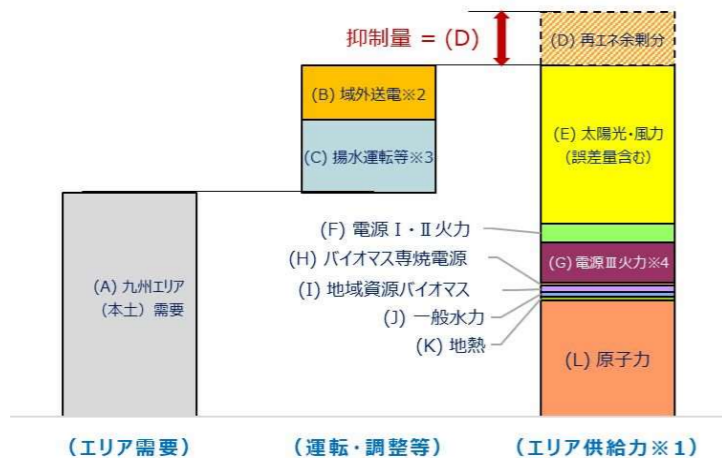 抑制量 = (D)
(D) 再エネ余剰分
(B) 域外送電※2
(C) 揚水運転等※3
(E) 太陽光・風力
(誤差量含む)
(F) 電源Ⅰ・Ⅱ火力
(G) 電源Ⅲ火力※4
(H) バイオマス専焼電源
(I) 地域資源バイオマス
(J) 一般水力
(K) 地熱
(A) 九州エリア
(本土) 需要
(L) 原子力
(エリア需要)
(運転・調整等)
(エリア供給力※1)